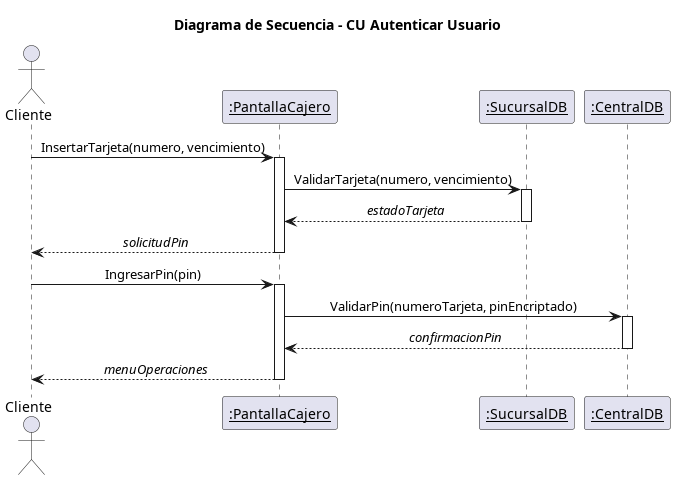 Diagrama de Secuencia - CU Autenticar Usuario
Cliente
:PantallaCajero
:SucursalDB
:CentralDB
InsertarTarjeta(numero, vencimiento)
ValidarTarjeta(numero, vencimiento)
estadoTarjeta
solicitudPin
IngresarPin(pin)
ValidarPin(numeroTarjeta, pinEncriptado)
confirmacionPin
menuOperaciones
Cliente
:PantallaCajero
:SucursalDB
:CentralDB